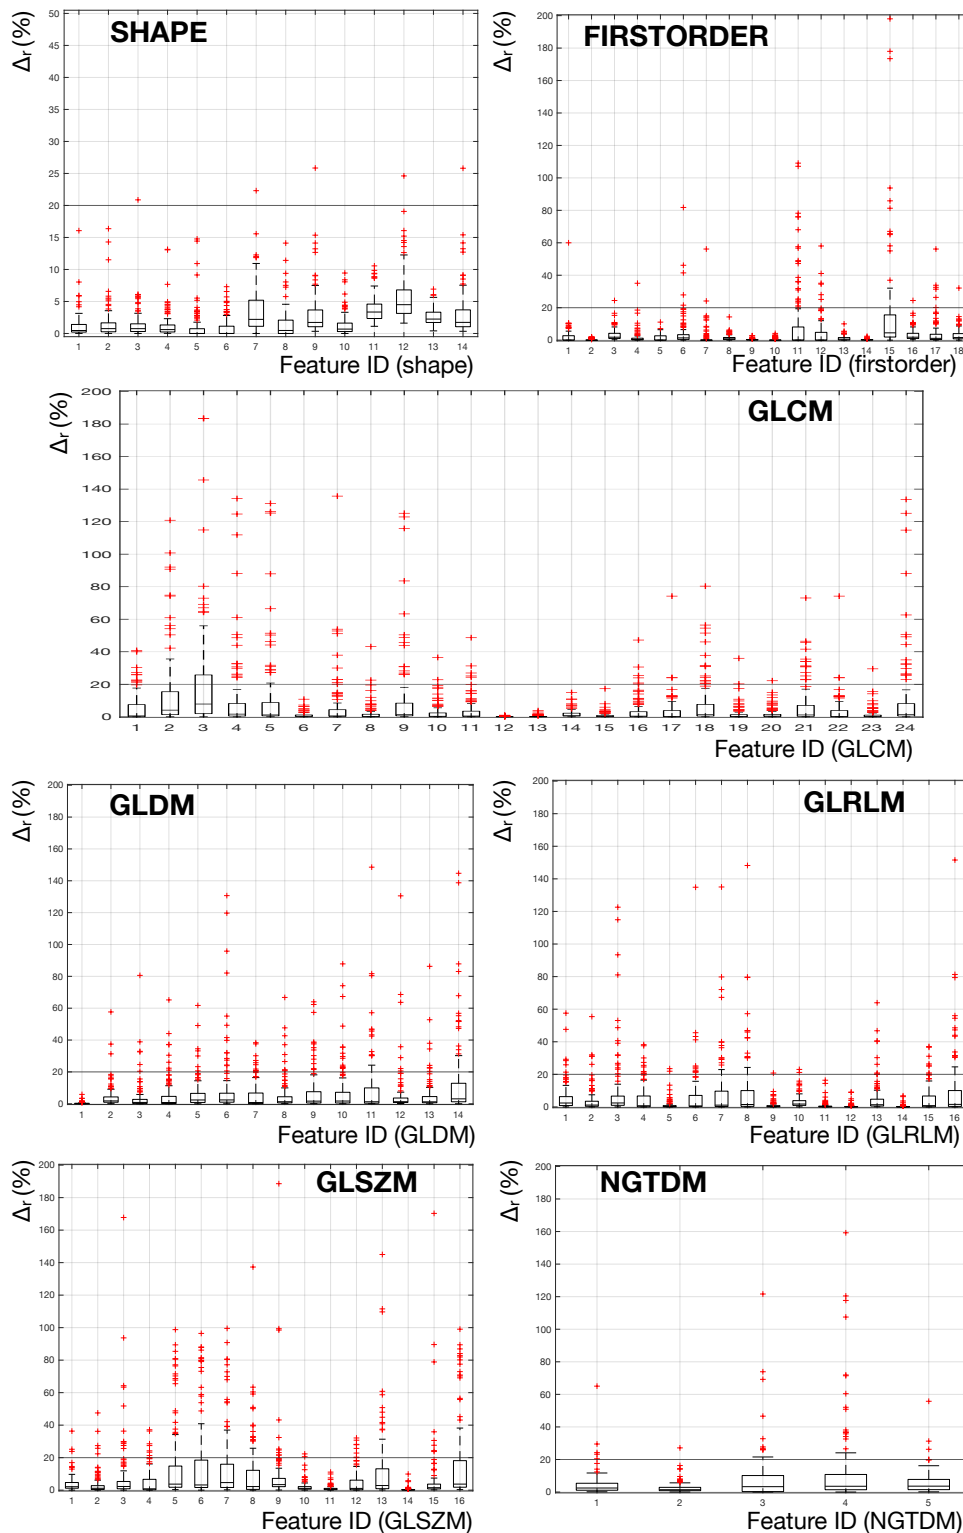 SHAPE
Δr (%)
50
45
40
35
30
25
20
15
10
5
0
1 2 3 4 5 6 7 8 9 10 11 12 13 14
Feature ID (shape)
FIRSTORDER
Δr (%)
200
180
160
140
120
100
80
60
40
20
0
1 2 3 4 5 6 7 8 9 10 11 12 13 14 15 16 17 18
Feature ID (firstorder)
GLCM
Δr (%)
200
180
160
140
120
100
80
60
40
20
0
1 2 3 4 5 6 7 8 9 10 11 12 13 14 15 16 17 18 19 20 21 22 23 24
Feature ID (GLCM)
GLDM
Δr (%)
200
180
160
140
120
100
80
60
40
20
0
1 2 3 4 5 6 7 8 9 10 11 12 13 14
Feature ID (GLDM)
GLRLM
Δr (%)
200
180
160
140
120
100
80
60
40
20
0
1 2 3 4 5 6 7 8 9 10 11 12 13 14 15 16
Feature ID (GLRLM)
GLSZM
Δr (%)
200
180
160
140
120
100
80
60
40
20
0
1 2 3 4 5 6 7 8 9 10 11 12 13 14 15 16
Feature ID (GLSZM)
NGTDM
Δr (%)
200
180
160
140
120
100
80
60
40
20
0
1 2 3 4 5
Feature ID (NGTDM)